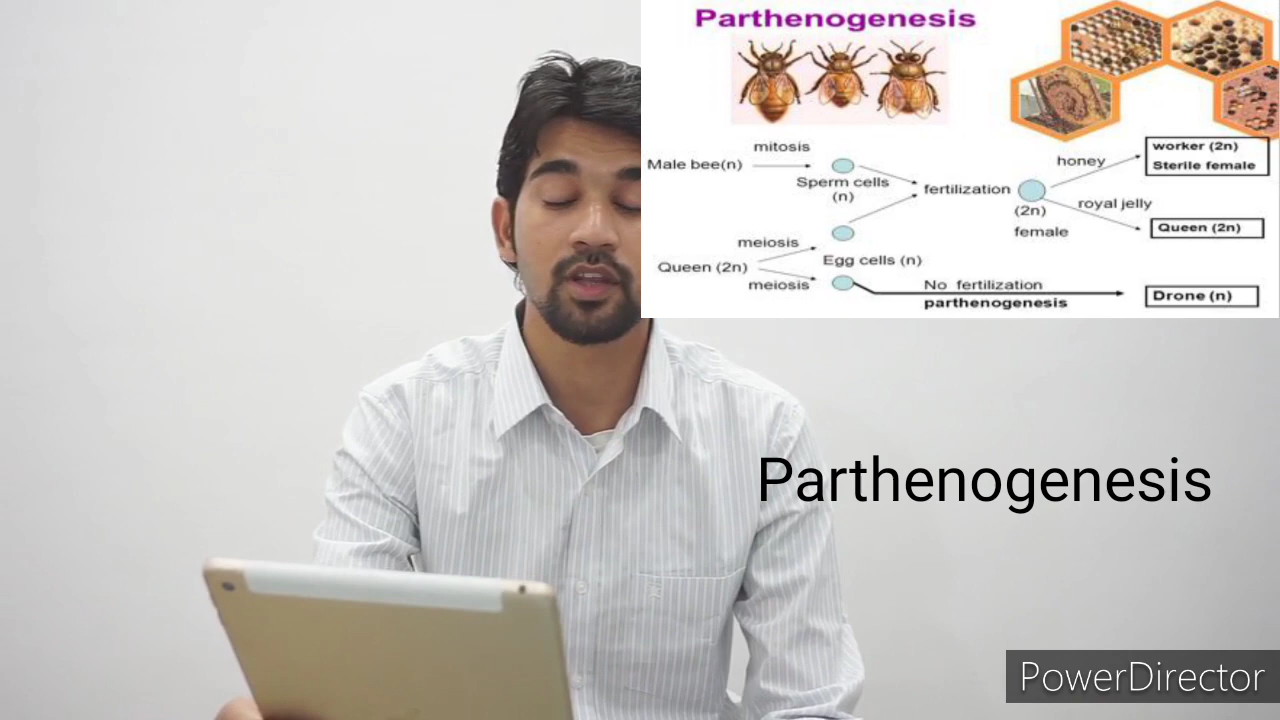 Parthenogenesis
mitosis
Male bee(n)
Sperm cells
(n)
fertilization
(2n)
female
honey
worker (2n)
Sterile female
royal jelly
Queen (2n)
meiosis
Queen (2n)
Egg cells (n)
meiosis
No fertilization
parthenogenesis
Drone (n)
Parthenogenesis
PowerDirector